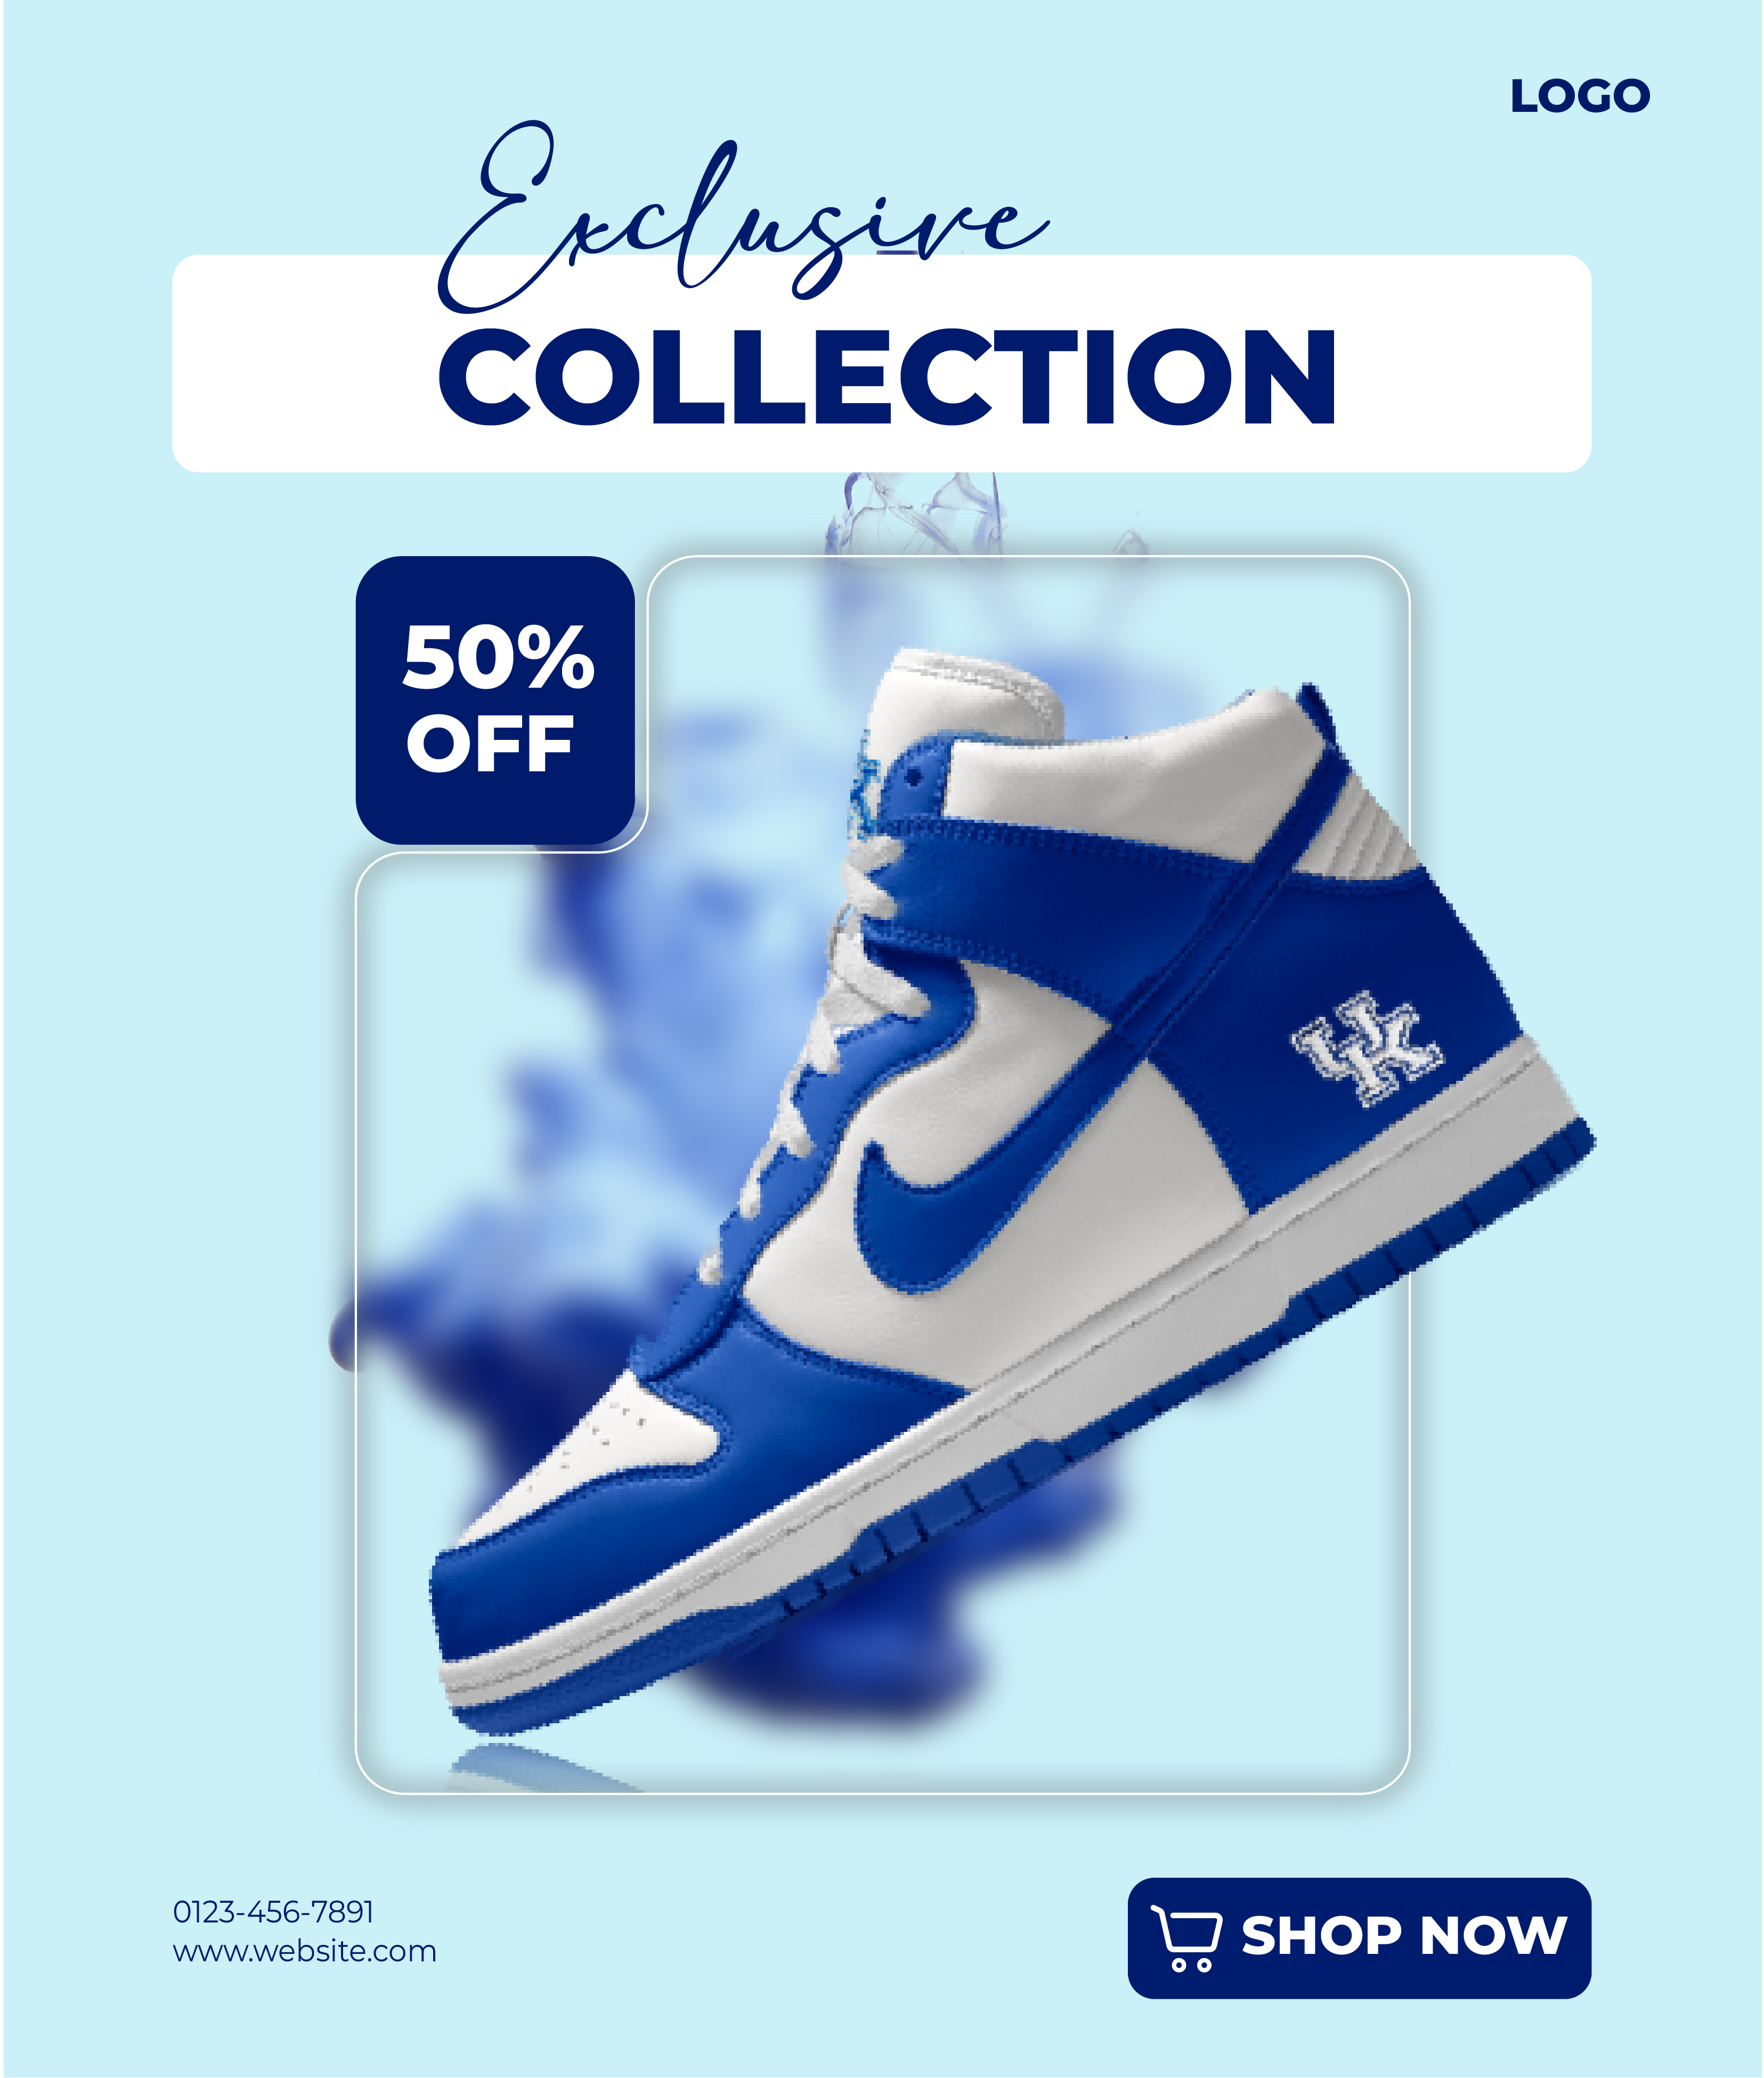 LOGO
Exclusive
COLLECTION
50%
OFF
UK
0123-456-7891
www.website.com
SHOP NOW